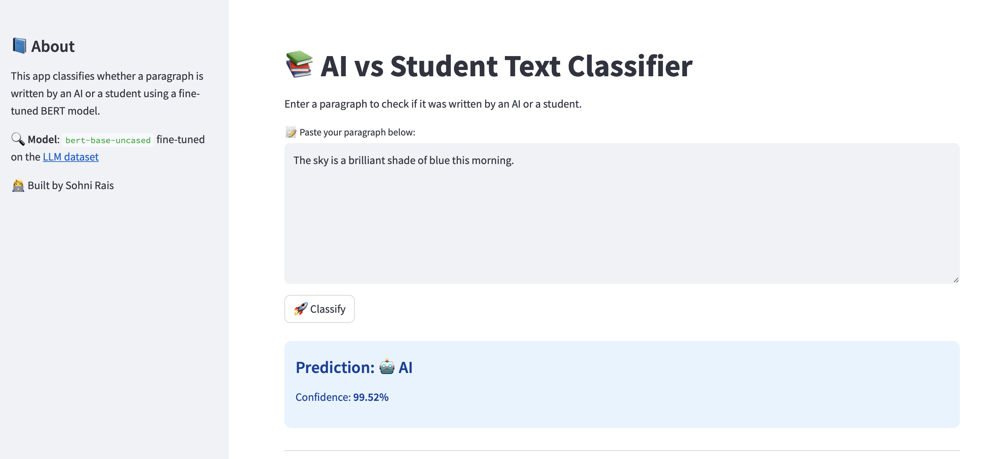 📘 About
This app classifies whether a paragraph is
written by an AI or a student using a fine-
tuned BERT model.
🔍 Model: bert-base-uncased fine-tuned
on the LLM dataset
👩‍💻 Built by Sohni Rais
📚 AI vs Student Text Classifier
Enter a paragraph to check if it was written by an AI or a student.
📝 Paste your paragraph below:
The sky is a brilliant shade of blue this morning.
🚀 Classify
Prediction: 🤖 AI
Confidence: 99.52%